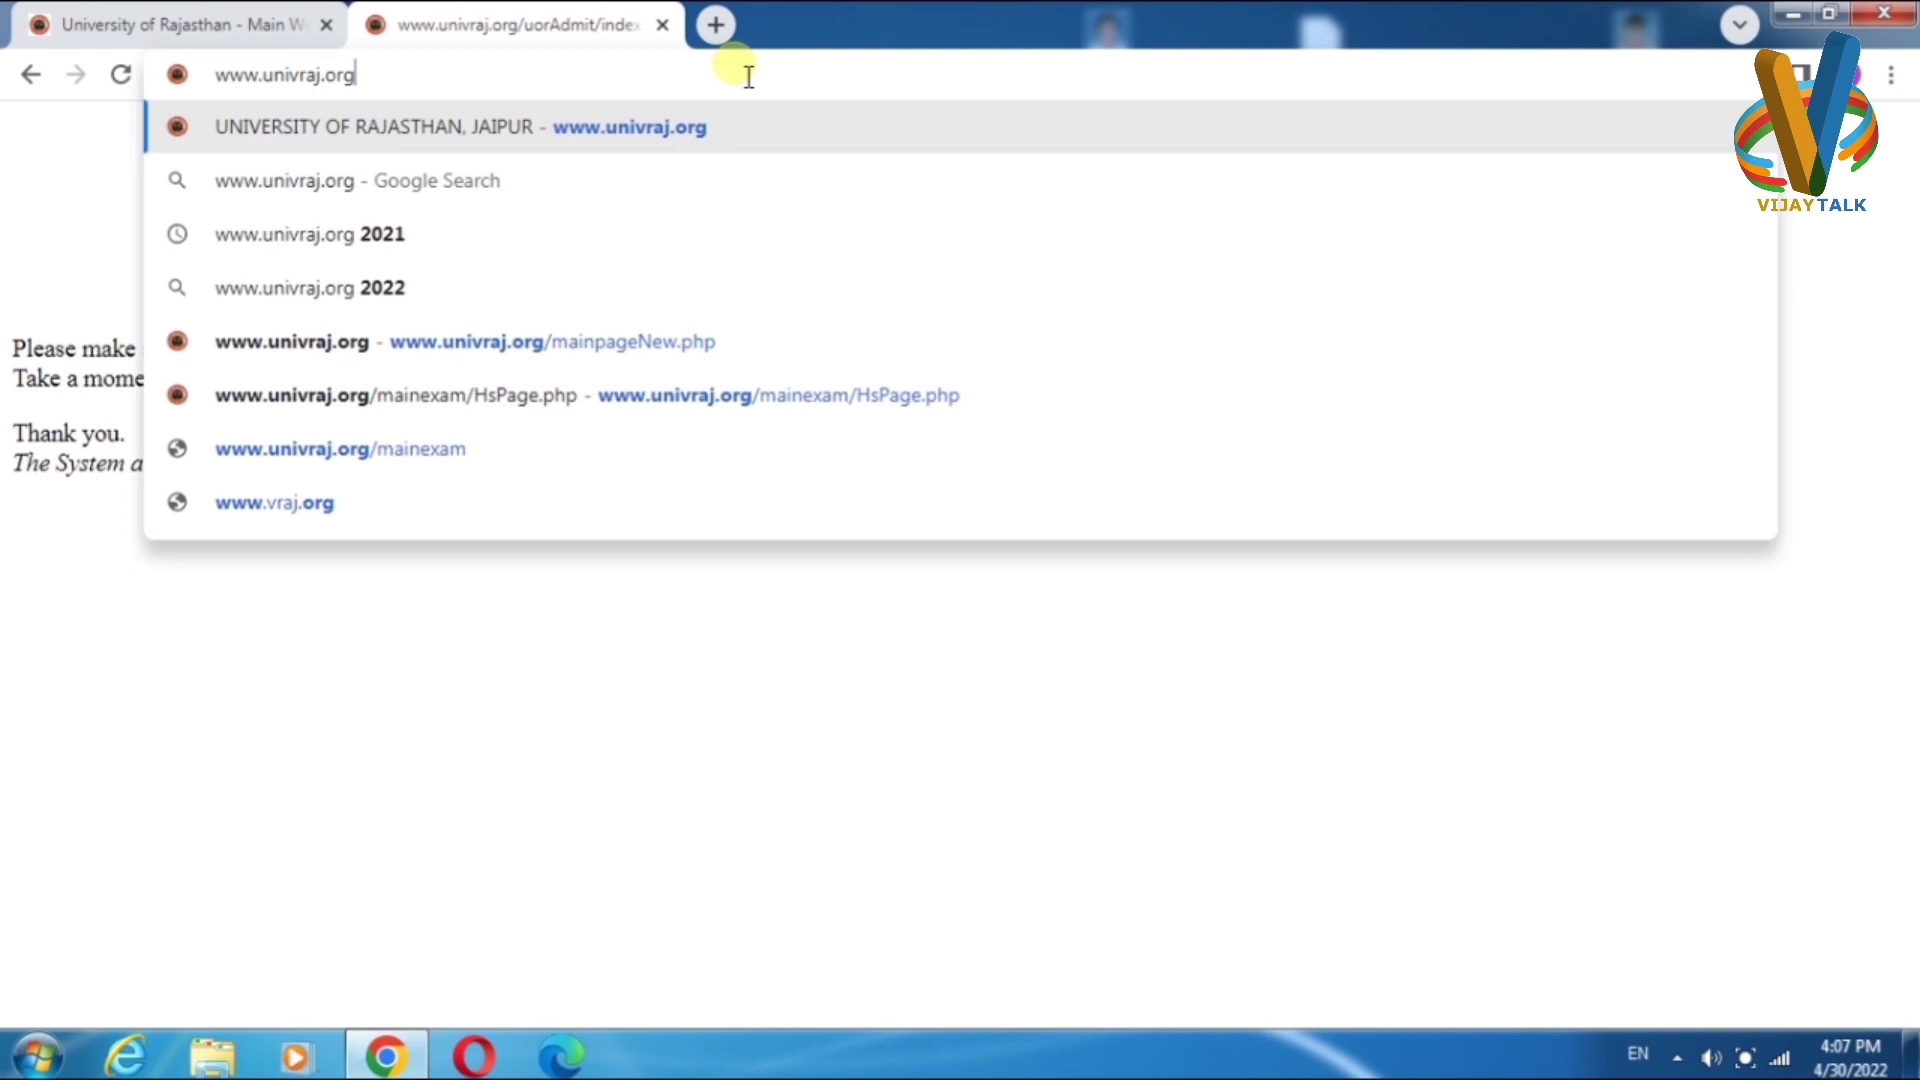 University of Rajasthan - Main W
www.univraj.org/uorAdmit/index
www.univraj.org
UNIVERSITY OF RAJASTHAN, JAIPUR - www.univraj.org
www.univraj.org - Google Search
www.univraj.org 2021
www.univraj.org 2022
www.univraj.org - www.univraj.org/mainpageNew.php
www.univraj.org/mainexam/HsPage.php - www.univraj.org/mainexam/HsPage.php
www.univraj.org/mainexam
www.vraj.org
Please make
Take a mome
Thank you.
The System a
VIJAYTALK
EN
4:07 PM
4/30/2022